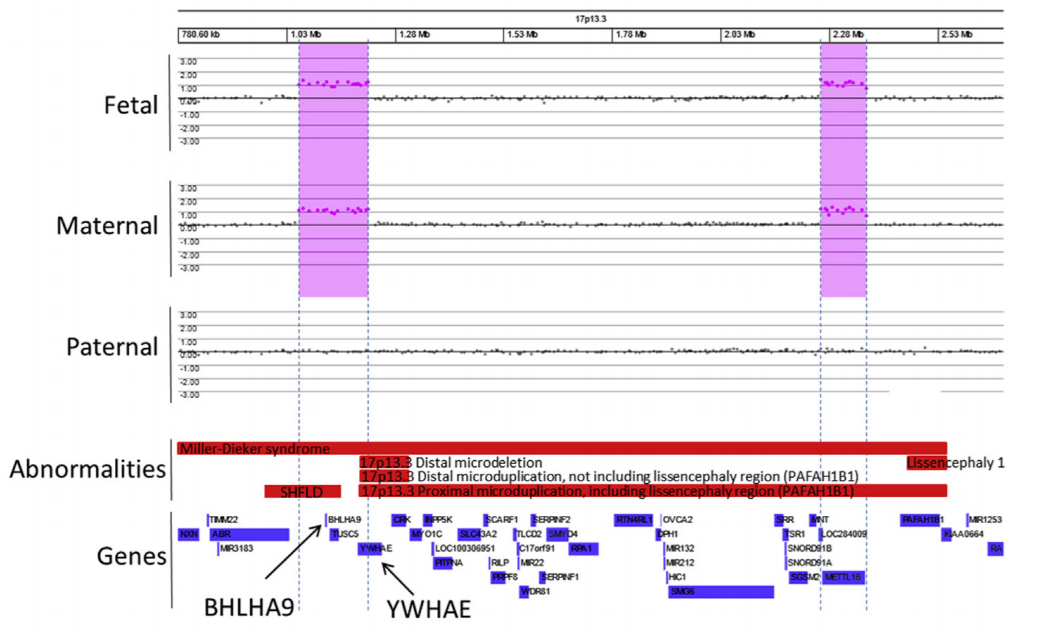 17p13.3
780.60 kb 1.03 Mb 1.28 Mb 1.53 Mb 1.78 Mb 2.03 Mb 2.28 Mb 2.53 Mb
3.00
2.00
1.00
0.00
-1.00
-2.00
-3.00
Fetal
3.00
2.00
1.00
0.00
-1.00
-2.00
-3.00
Maternal
3.00
2.00
1.00
0.00
-1.00
-2.00
-3.00
Paternal
Abnormalities
Miller-Dieker syndrome
17p13.3 Distal microdeletion Lissencephaly 1
17p13.3 Distal microduplication, not including lissencephaly region (PAFAH1B1)
SHFLD 17p13.3 Proximal microduplication, including lissencephaly region (PAFAH1B1)
Genes
TIMM22 BHLHA9 CRK INPP5K SCARF1 SERPINF2 RTN4RL1 OVCA2 SRR MNT PAFAH1B1 MIR1253
NXN ABR TUSC5 MYO1C SLC43A2 TLCD2 SMYD4 DPH1 TSR1 LOC284009 KIAA0664
MIR3183 YWHAE LOC100306951 C17orf91 RPA1 MIR132 SNORD91B RA
PITPNA RILP MIR22 MIR212 SNORD91A
PRPF8 SERPINF1 HIC1 SGSM2 METTL16
WDR81 SMG6
BHLHA9 YWHAE